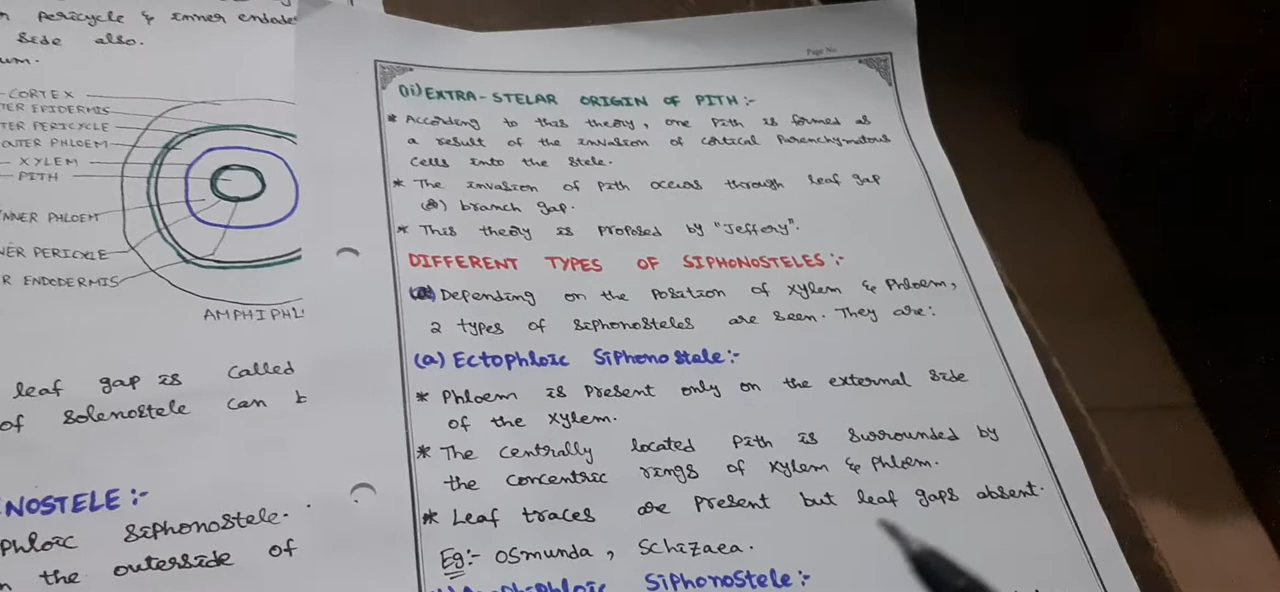 Pericycle & Inner
Side also.
CORTEX
EPIDERMIS
PERICYCLE
OUTER PHLOEM
XYLEM
PITH
INNER PHLOEM
PERICYCLE
ENDODERMIS
AMPHIPHL
leaf gap is called
of Solenostele can
NOSTELE:-
phloic Siphonostele.
the outerside of
Page No
(ii) EXTRA-STELAR ORIGIN OF PITH:-
* According to this theory, one pith is formed as
a result of the Invasion of cortical Parenchymatous
cells into the stele.
* The invasion of pith occurs through leaf gap
(or) branch gap.
* This theory is proposed by "Jeffery".
DIFFERENT TYPES OF SIPHONOSTELES:-
Depending on the position of xylem & Phloem,
2 types of siphonosteles are seen. They are:
(a) Ectophloic Siphonostele:-
* Phloem is present only on the external side
of the xylem.
* The centrally located pith is surrounded by
the concentric rings of xylem & Phloem.
* Leaf traces are present but leaf gaps absent.
Eg:- Osmunda, Schizaea.
Siphonostele:-